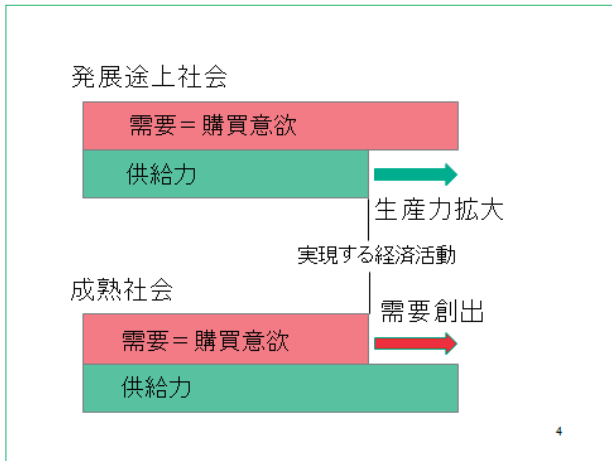 発展途上社会
需要＝購買意欲
供給力
生産力拡大
実現する経済活動
成熟社会
需要創出
需要＝購買意欲
供給力
4